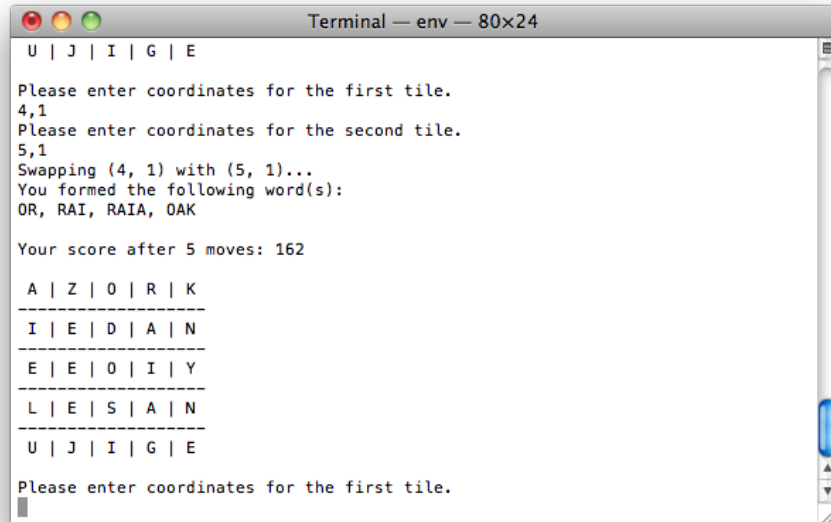 Terminal — env — 80×24
U | J | I | G | E
Please enter coordinates for the first tile.
4,1
Please enter coordinates for the second tile.
5,1
Swapping (4, 1) with (5, 1)...
You formed the following word(s):
OR, RAI, RAIA, OAK
Your score after 5 moves: 162
A | Z | O | R | K
-------------------
I | E | D | A | N
-------------------
E | E | O | I | Y
-------------------
L | E | S | A | N
-------------------
U | J | I | G | E
Please enter coordinates for the first tile.